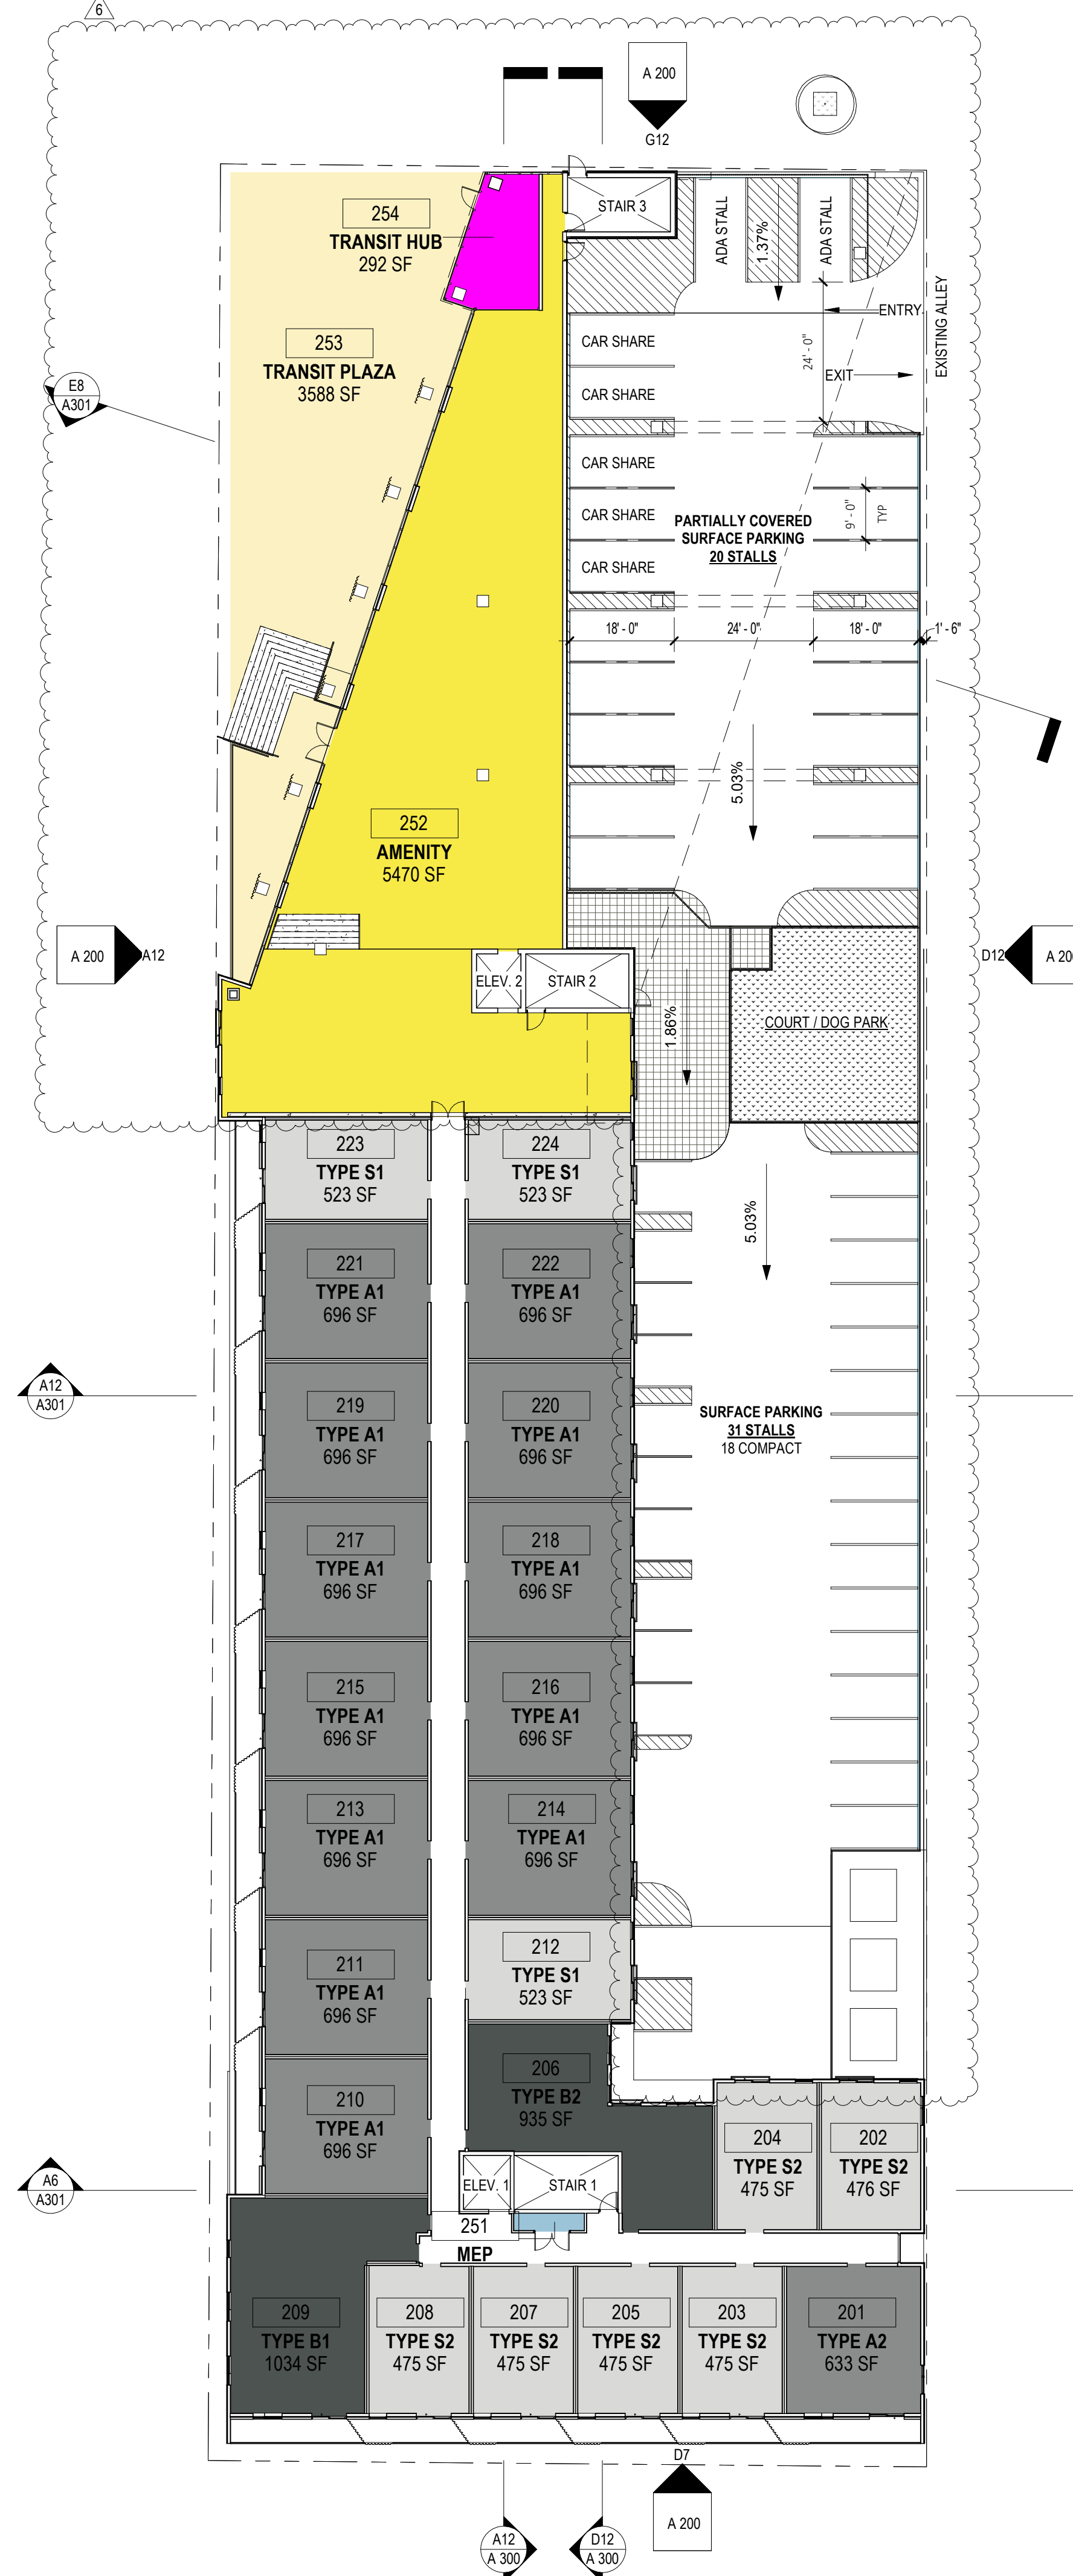 6
A 200
G12
254
TRANSIT HUB
292 SF
STAIR 3
ADA STALL
1.37%
ADA STALL
ENTRY
EXISTING ALLEY
24' - 0"
EXIT
CAR SHARE
CAR SHARE
CAR SHARE
CAR SHARE
CAR SHARE
253
TRANSIT PLAZA
3588 SF
E8
A301
PARTIALLY COVERED
SURFACE PARKING
20 STALLS
9' - 0"
TYP
18' - 0"
24' - 0"
18' - 0"
1' - 6"
5.03%
252
AMENITY
5470 SF
A 200
A12
ELEV. 2
STAIR 2
1.86%
COURT / DOG PARK
D12
A 20
223
TYPE S1
523 SF
224
TYPE S1
523 SF
5.03%
221
TYPE A1
696 SF
222
TYPE A1
696 SF
A12
A301
219
TYPE A1
696 SF
220
TYPE A1
696 SF
SURFACE PARKING
31 STALLS
18 COMPACT
217
TYPE A1
696 SF
218
TYPE A1
696 SF
215
TYPE A1
696 SF
216
TYPE A1
696 SF
213
TYPE A1
696 SF
214
TYPE A1
696 SF
211
TYPE A1
696 SF
212
TYPE S1
523 SF
210
TYPE A1
696 SF
206
TYPE B2
935 SF
204
TYPE S2
475 SF
202
TYPE S2
476 SF
A6
A301
ELEV. 1
STAIR 1
251
MEP
209
TYPE B1
1034 SF
208
TYPE S2
475 SF
207
TYPE S2
475 SF
205
TYPE S2
475 SF
203
TYPE S2
475 SF
201
TYPE A2
633 SF
D7
A 200
A12
A 300
D12
A 300